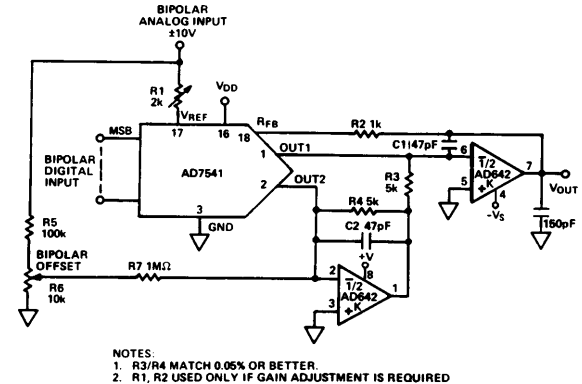 BIPOLAR
ANALOG INPUT
±10V
R1
2k
VDD
VREF
RFB
R2 1k
17
16
18
MSB
OUT1
1
C1
47pF
6
1/2
AD642
7
VOUT
BIPOLAR
DIGITAL
INPUT
AD7541
OUT2
2
R3
5k
5
+K
4
-VS
R4 5k
3
GND
150pF
C2 47pF
R5
100k
+V
BIPOLAR
OFFSET
R7 1MΩ
2
8
1/2
AD642
1
R6
10k
3
+K
NOTES:
1. R3/R4 MATCH 0.05% OR BETTER.
2. R1, R2 USED ONLY IF GAIN ADJUSTMENT IS REQUIRED